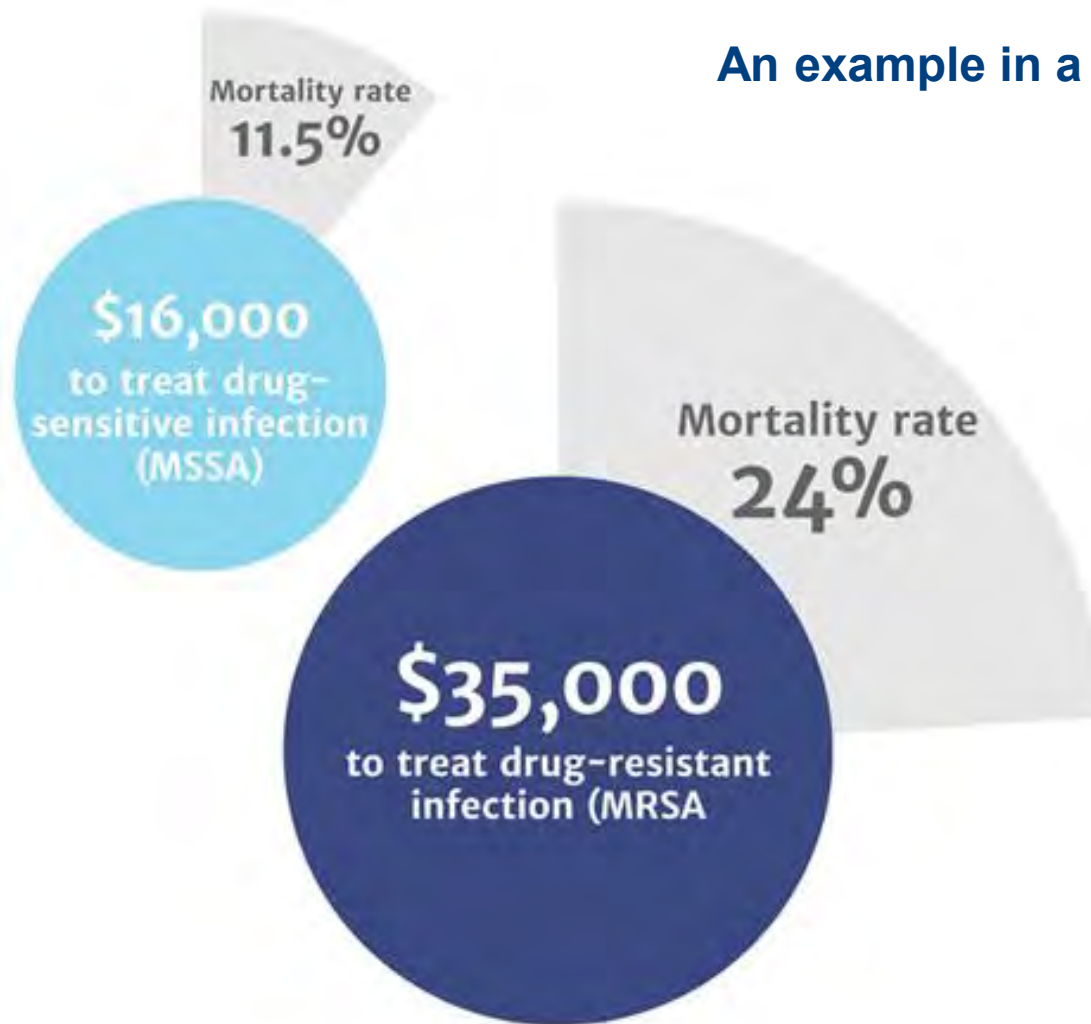 An example in a
Mortality rate
11.5%
$16,000
to treat drug-
sensitive infection
(MSSA)
Mortality rate
24%
$35,000
to treat drug-resistant
infection (MRSA